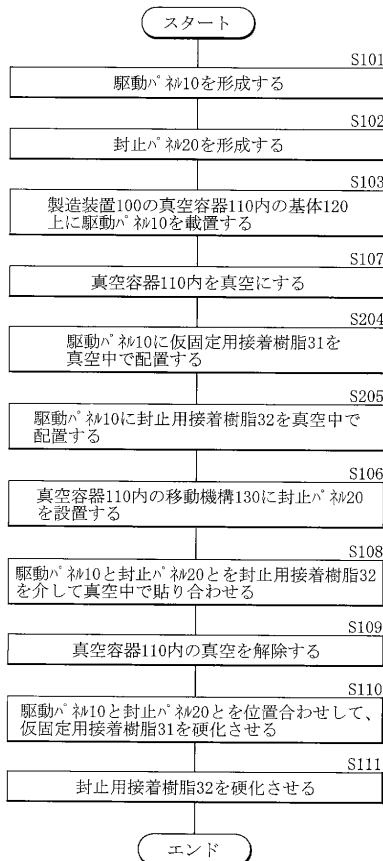 スタート
S101
駆動ﾊﾟﾈﾙ10を形成する
S102
封止ﾊﾟﾈﾙ20を形成する
S103
製造装置100の真空容器110内の基体120
上に駆動ﾊﾟﾈﾙ10を載置する
S107
真空容器110内を真空にする
S204
駆動ﾊﾟﾈﾙ10に仮固定用接着樹脂31を
真空中で配置する
S205
駆動ﾊﾟﾈﾙ10に封止用接着樹脂32を真空中で
配置する
S106
真空容器110内の移動機構130に封止ﾊﾟﾈﾙ20
を設置する
S108
駆動ﾊﾟﾈﾙ10と封止ﾊﾟﾈﾙ20とを封止用接着樹脂32
を介して真空中で貼り合わせる
S109
真空容器110内の真空を解除する
S110
駆動ﾊﾟﾈﾙ10と封止ﾊﾟﾈﾙ20とを位置合わせして、
仮固定用接着樹脂31を硬化させる
S111
封止用接着樹脂32を硬化させる
エンド